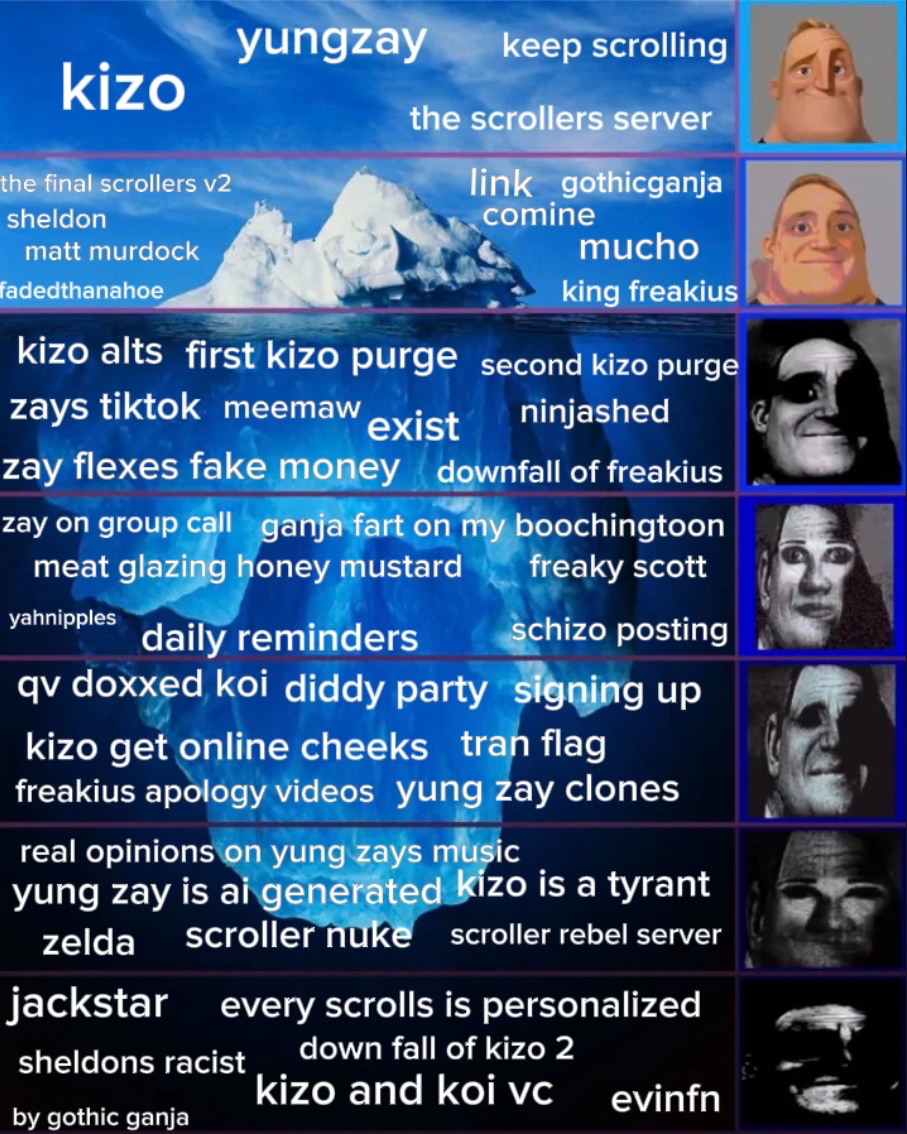 yungzay
keep scrolling
kizo
the scrollers server
the final scrollers v2
link
gothicganja
sheldon
comine
matt murdock
mucho
fadedthanahoe
king freakius
kizo alts
first kizo purge
second kizo purge
zays tiktok
meemaw
exist
ninjashed
zay flexes fake money
downfall of freakius
zay on group call
ganja fart on my boochingtoon
meat glazing honey mustard
freaky scott
yahnipples
daily reminders
schizo posting
qv doxxed koi
diddy party
signing up
kizo get online cheeks
tran flag
freakius apology videos
yung zay clones
real opinions on yung zays music
yung zay is ai generated
kizo is a tyrant
zelda
scroller nuke
scroller rebel server
jackstar
every scrolls is personalized
sheldons racist
down fall of kizo 2
kizo and koi vc
evinfn
by gothic ganja